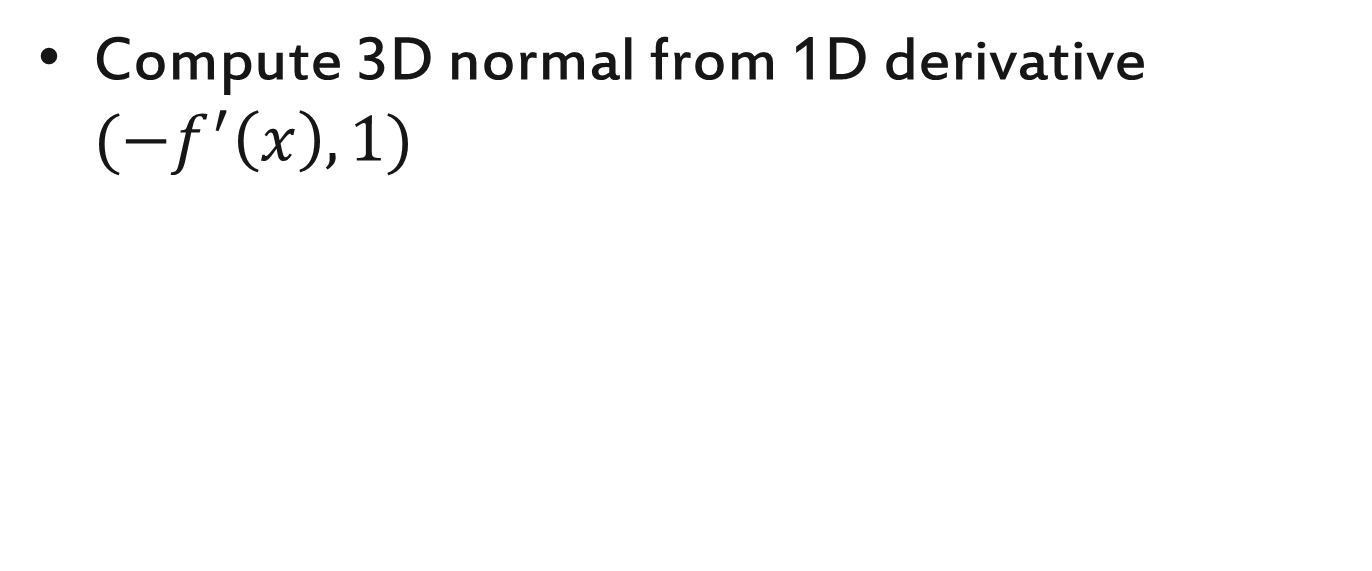 • Compute 3D normal from 1D derivative
(−f′(x), 1)